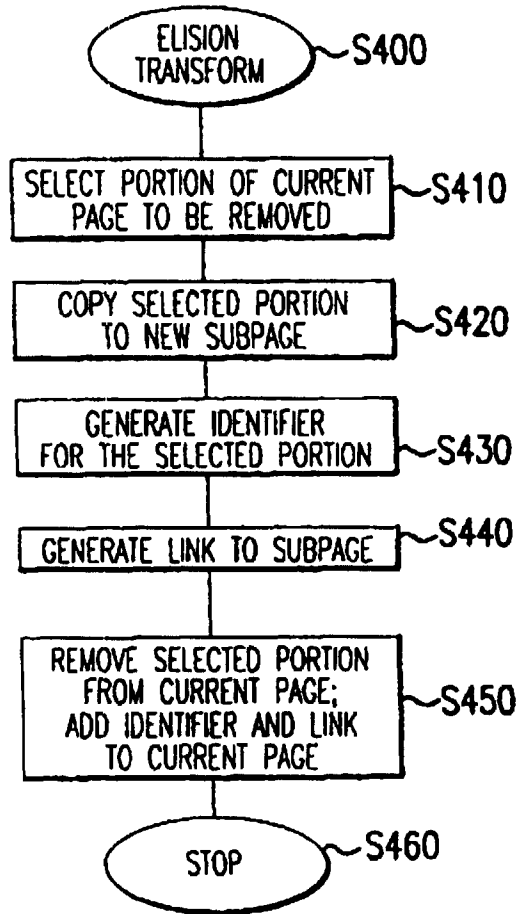 ELISION
TRANSFORM
S400
SELECT PORTION OF CURRENT
PAGE TO BE REMOVED
S410
COPY SELECTED PORTION
TO NEW SUBPAGE
S420
GENERATE IDENTIFIER
FOR THE SELECTED PORTION
S430
GENERATE LINK TO SUBPAGE
S440
REMOVE SELECTED PORTION
FROM CURRENT PAGE;
ADD IDENTIFIER AND LINK
TO CURRENT PAGE
S450
STOP
S460